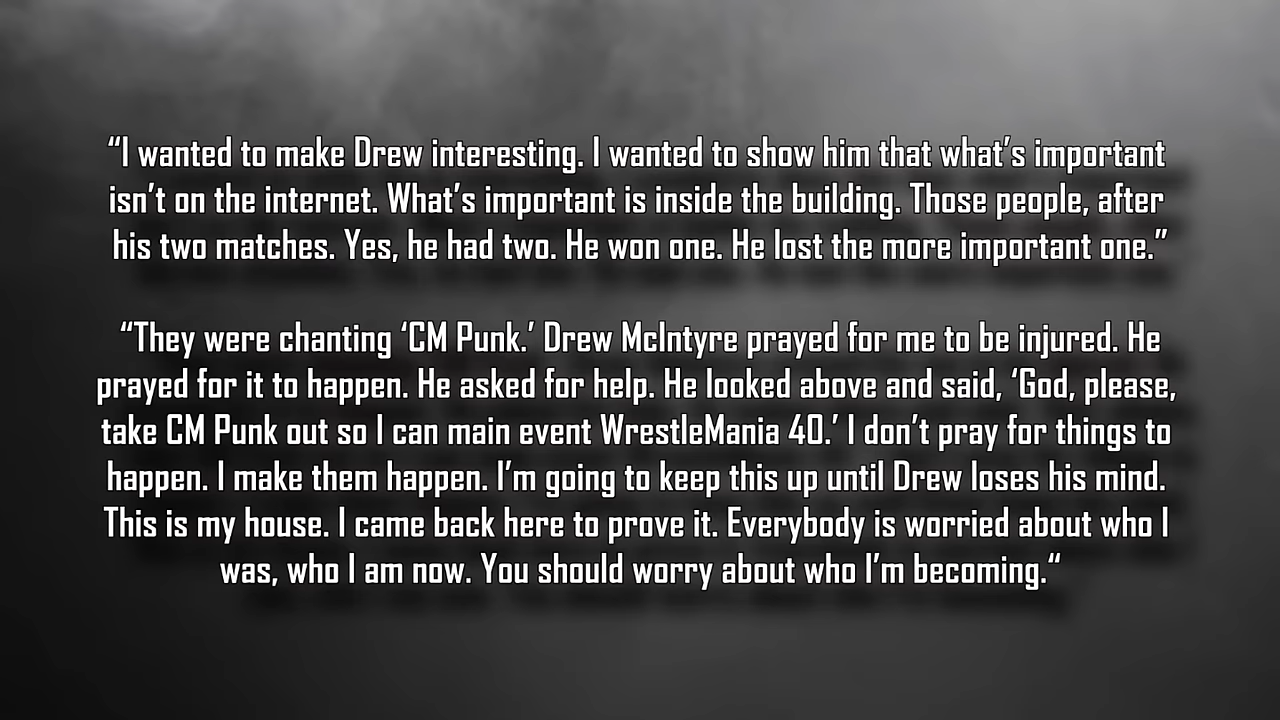 “I wanted to make Drew interesting. I wanted to show him that what’s important
isn’t on the internet. What’s important is inside the building. Those people, after
his two matches. Yes, he had two. He won one. He lost the more important one.”
“They were chanting ‘CM Punk.’ Drew McIntyre prayed for me to be injured. He
prayed for it to happen. He asked for help. He looked above and said, ‘God, please,
take CM Punk out so I can main event WrestleMania 40.’ I don’t pray for things to
happen. I make them happen. I’m going to keep this up until Drew loses his mind.
This is my house. I came back here to prove it. Everybody is worried about who I
was, who I am now. You should worry about who I’m becoming.“